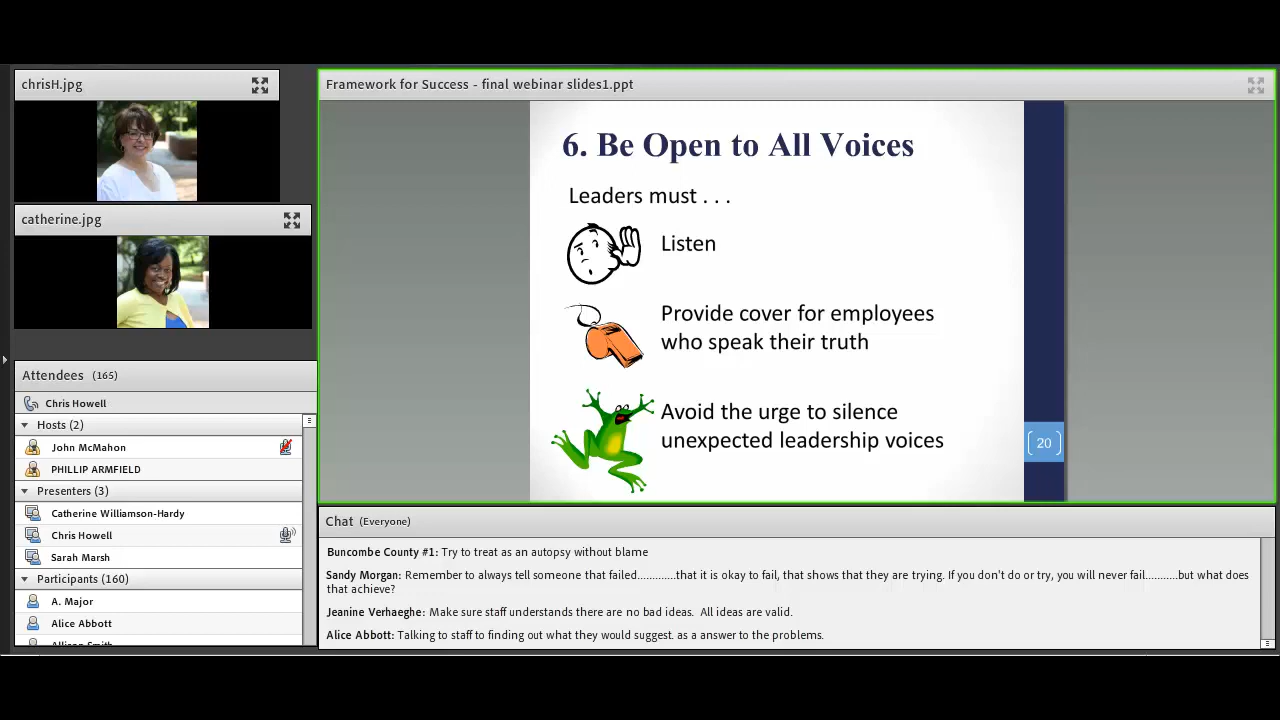 chrisH.jpg
catherine.jpg
Attendees (165)
Chris Howell
Hosts (2)
John McMahon
PHILLIP ARMFIELD
Presenters (3)
Catherine Williamson-Hardy
Chris Howell
Sarah Marsh
Participants (160)
A. Major
Alice Abbott
Allison Smith
Framework for Success - final webinar slides1.ppt
6. Be Open to All Voices
Leaders must . . .
Listen
Provide cover for employees
who speak their truth
Avoid the urge to silence
unexpected leadership voices
20
Chat (Everyone)
Buncombe County #1: Try to treat as an autopsy without blame
Sandy Morgan: Remember to always tell someone that failed.............that it is okay to fail, that shows that they are trying. If you don't do or try, you will never fail..........but what does
that achieve?
Jeanine Verhaeghe: Make sure staff understands there are no bad ideas. All ideas are valid.
Alice Abbott: Talking to staff to finding out what they would suggest. as a answer to the problems.